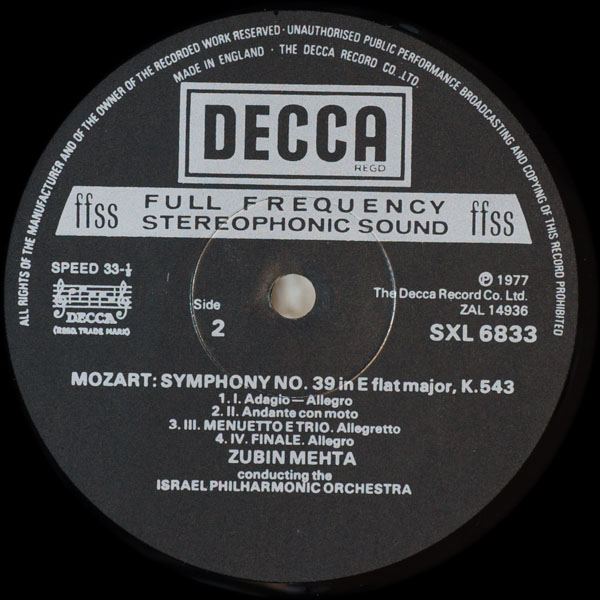 ALL RIGHTS OF THE MANUFACTURER AND OF THE OWNER OF THE RECORDED WORK RESERVED · UNAUTHORISED PUBLIC PERFORMANCE BROADCASTING AND COPYING OF THIS RECORD PROHIBITED
MADE IN ENGLAND · THE DECCA RECORD CO., LTD
DECCA
REGD
ffss FULL FREQUENCY ffss
STEREOPHONIC SOUND
SPEED 33-⅓
DECCA
(REGD. TRADE MARK)
Side
2
℗ 1977
The Decca Record Co. Ltd.
ZAL 14936
SXL 6833
MOZART: SYMPHONY NO. 39 in E flat major, K.543
1. I. Adagio — Allegro
2. II. Andante con moto
3. III. MENUETTO E TRIO. Allegretto
4. IV. FINALE. Allegro
ZUBIN MEHTA
conducting the
ISRAEL PHILHARMONIC ORCHESTRA